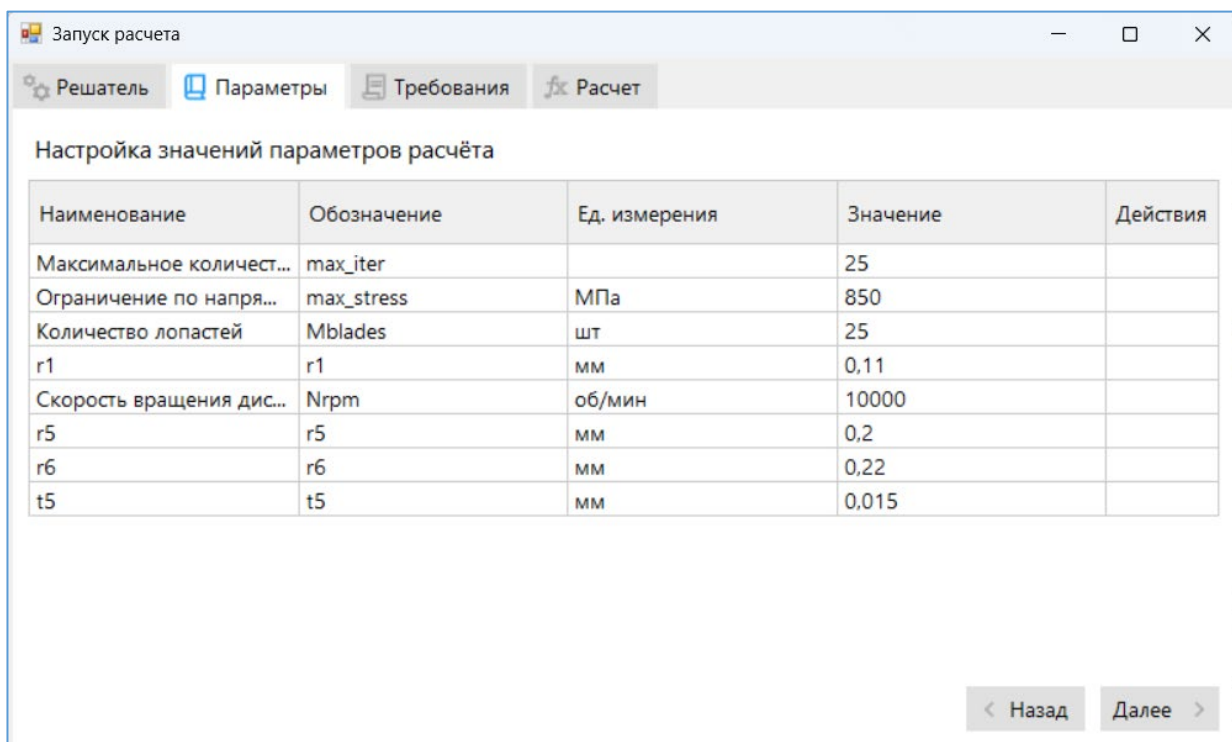 Запуск расчета
Решатель Параметры Требования fx Расчет
Настройка значений параметров расчёта
Наименование Обозначение Ед. измерения Значение Действия
Максимальное количест... max_iter 25
Ограничение по напря... max_stress МПа 850
Количество лопастей Mblades шт 25
r1 r1 мм 0,11
Скорость вращения дис... Nrpm об/мин 10000
r5 r5 мм 0,2
r6 r6 мм 0,22
t5 t5 мм 0,015
< Назад Далее >